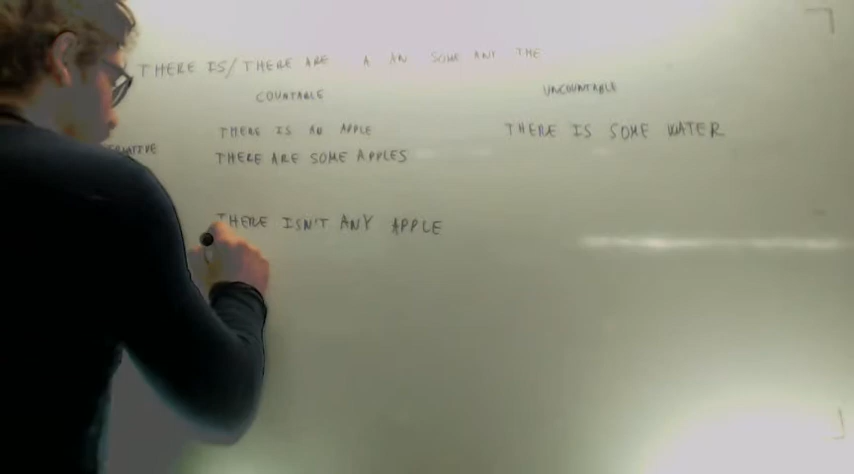 THERE IS/THERE ARE A AN SOME ANY THE
COUNTABLE UNCOUNTABLE
THERE IS AN APPLE THERE IS SOME WATER
THERE ARE SOME APPLES
THERE ISN'T ANY APPLE